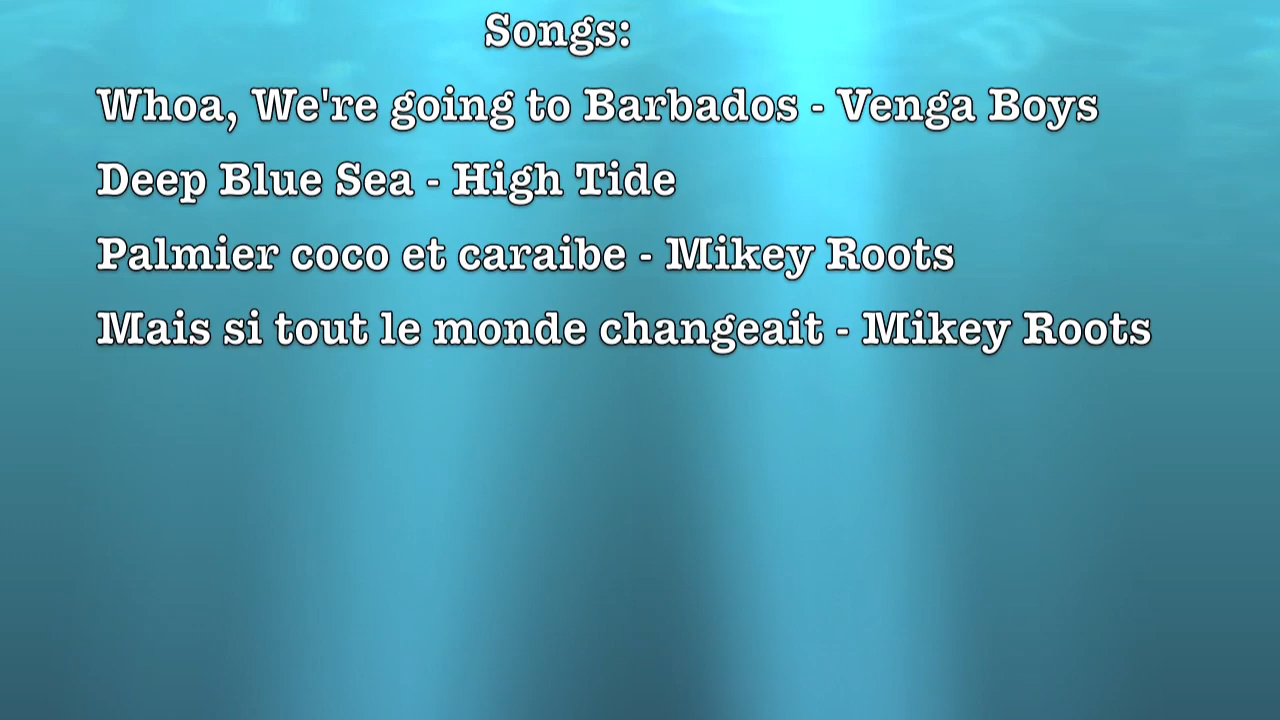 Songs:
Whoa, We're going to Barbados - Venga Boys
Deep Blue Sea - High Tide
Palmier coco et caraibe - Mikey Roots
Mais si tout le monde changeait - Mikey Roots